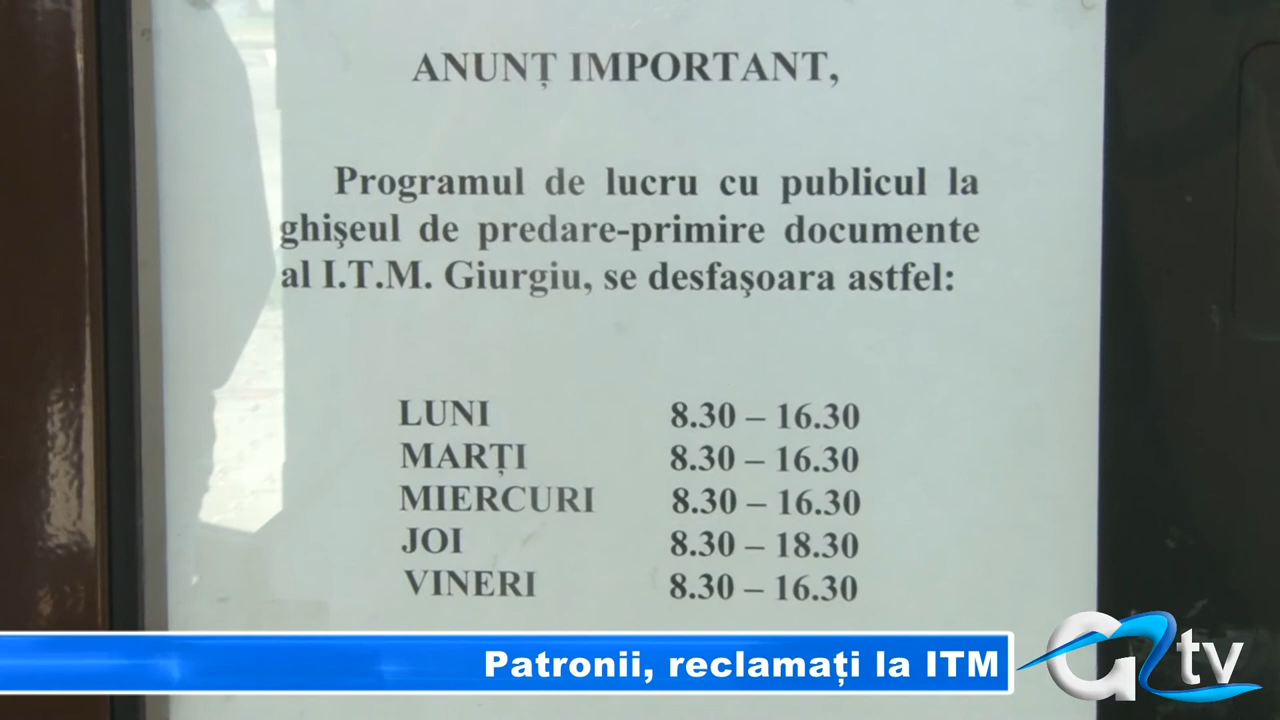 ANUNȚ IMPORTANT,
Programul de lucru cu publicul la
ghişeul de predare-primire documente
al I.T.M. Giurgiu, se desfaşoara astfel:
LUNI 8.30 – 16.30
MARȚI 8.30 – 16.30
MIERCURI 8.30 – 16.30
JOI 8.30 – 18.30
VINERI 8.30 – 16.30
Patronii, reclamați la ITM
G2 tv